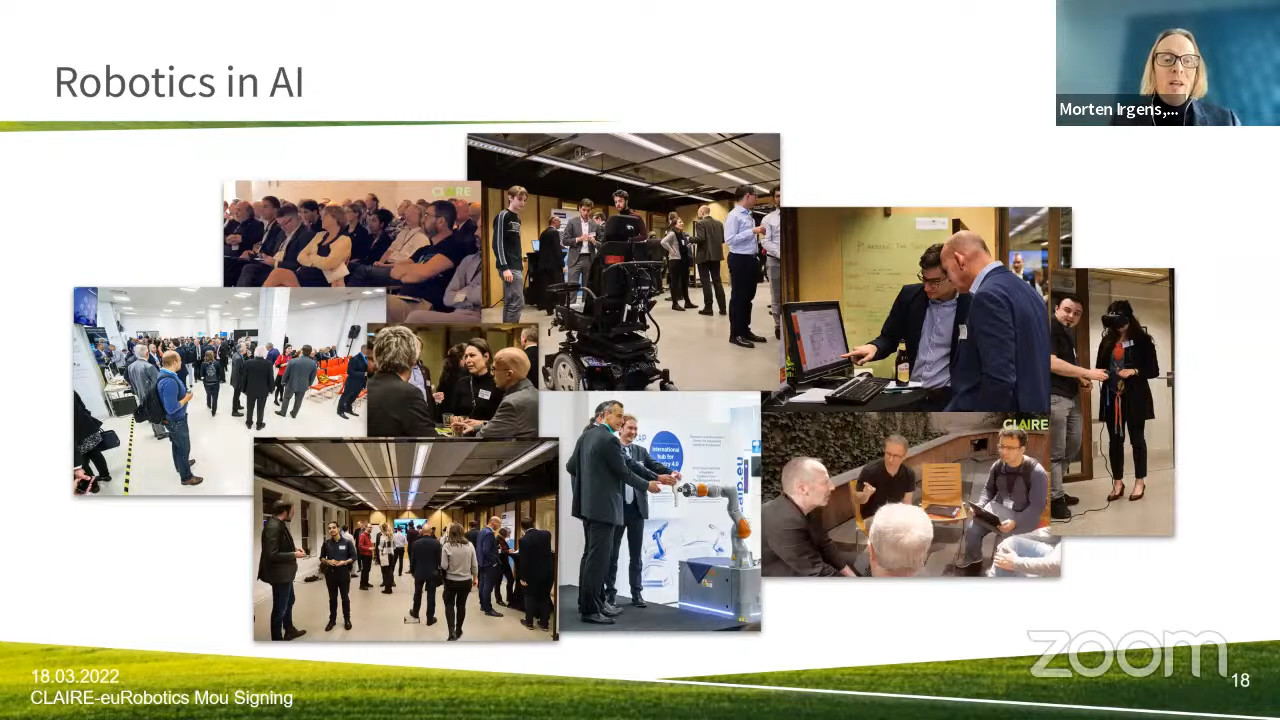 Robotics in AI
Morten Irgens,...
CLAIRE
CLAIRE
International
hub for
zoom
18.03.2022
CLAIRE-euRobotics Mou Signing
18